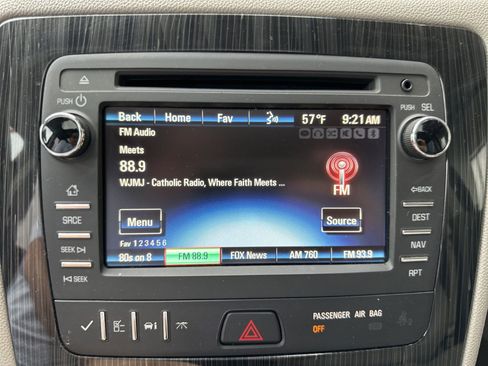 PUSH
PUSH SEL
Back Home Fav 57°F 9:21 AM
FM Audio
Meets
88.9
WJMJ - Catholic Radio, Where Faith Meets ...
FM
Menu Source
Fav 1 2 3 4 5 6
80s on 8 FM 88.9 FOX News AM 760 FM 93.9
SRCE
SEEK
SEEK
BACK
DEST
NAV
RPT
PASSENGER AIR BAG
OFF